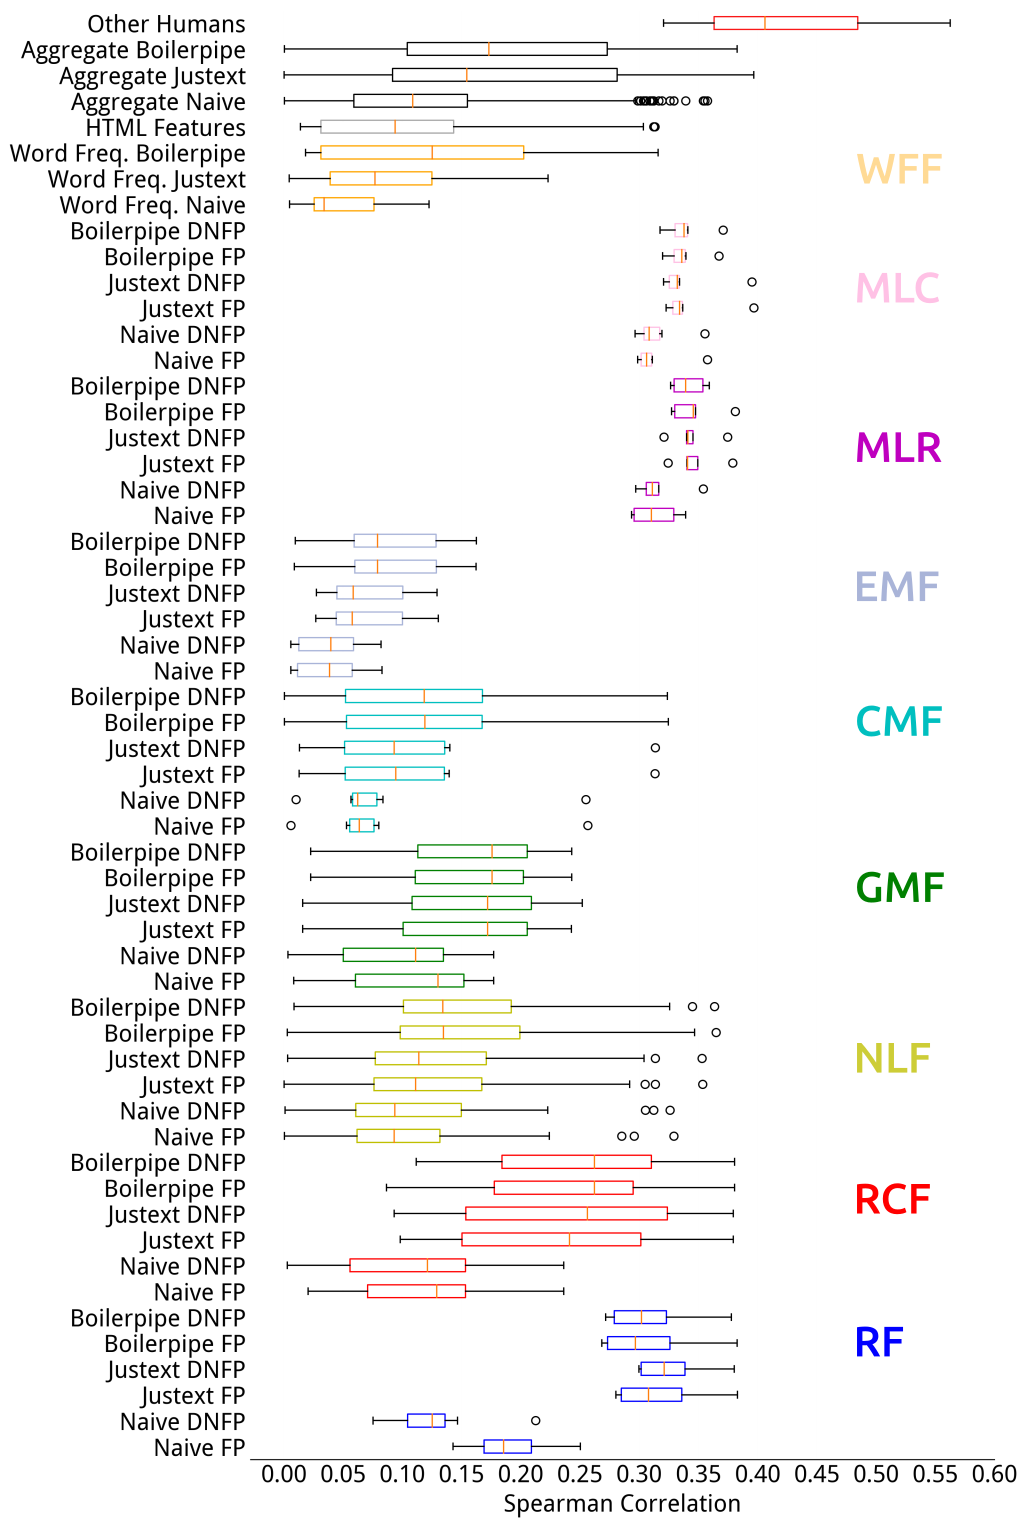 Other Humans
Aggregate Boilerpipe
Aggregate Justext
Aggregate Naive
HTML Features
Word Freq. Boilerpipe
WFF
Word Freq. Justext
Word Freq. Naive
Boilerpipe DNFP
Boilerpipe FP
Justext DNFP
MLC
Justext FP
Naive DNFP
Naive FP
Boilerpipe DNFP
Boilerpipe FP
Justext DNFP
MLR
Justext FP
Naive DNFP
Naive FP
Boilerpipe DNFP
Boilerpipe FP
EMF
Justext DNFP
Justext FP
Naive DNFP
Naive FP
Boilerpipe DNFP
Boilerpipe FP
CMF
Justext DNFP
Justext FP
Naive DNFP
Naive FP
Boilerpipe DNFP
Boilerpipe FP
GMF
Justext DNFP
Justext FP
Naive DNFP
Naive FP
Boilerpipe DNFP
Boilerpipe FP
Justext DNFP
NLF
Justext FP
Naive DNFP
Naive FP
Boilerpipe DNFP
Boilerpipe FP
RCF
Justext DNFP
Justext FP
Naive DNFP
Naive FP
Boilerpipe DNFP
Boilerpipe FP
RF
Justext DNFP
Justext FP
Naive DNFP
Naive FP
0.00 0.05 0.10 0.15 0.20 0.25 0.30 0.35 0.40 0.45 0.50 0.55 0.60
Spearman Correlation